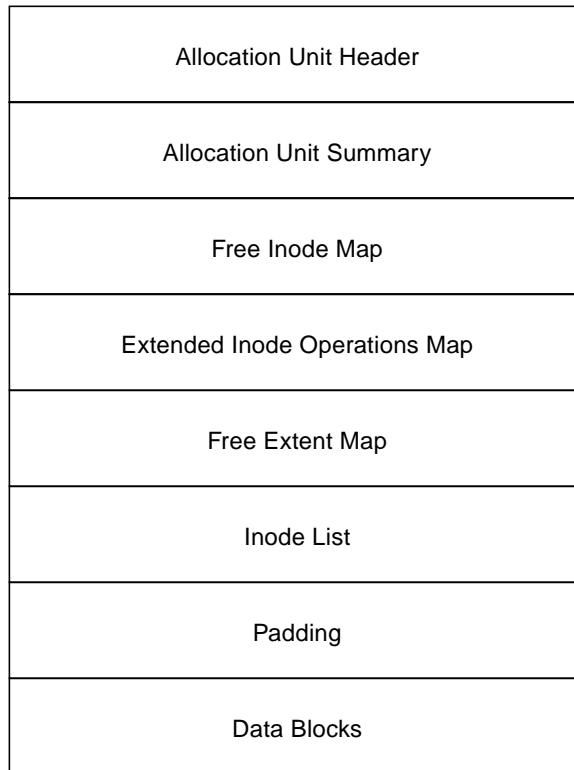 Allocation Unit Header
Allocation Unit Summary
Free Inode Map
Extended Inode Operations Map
Free Extent Map
Inode List
Padding
Data Blocks